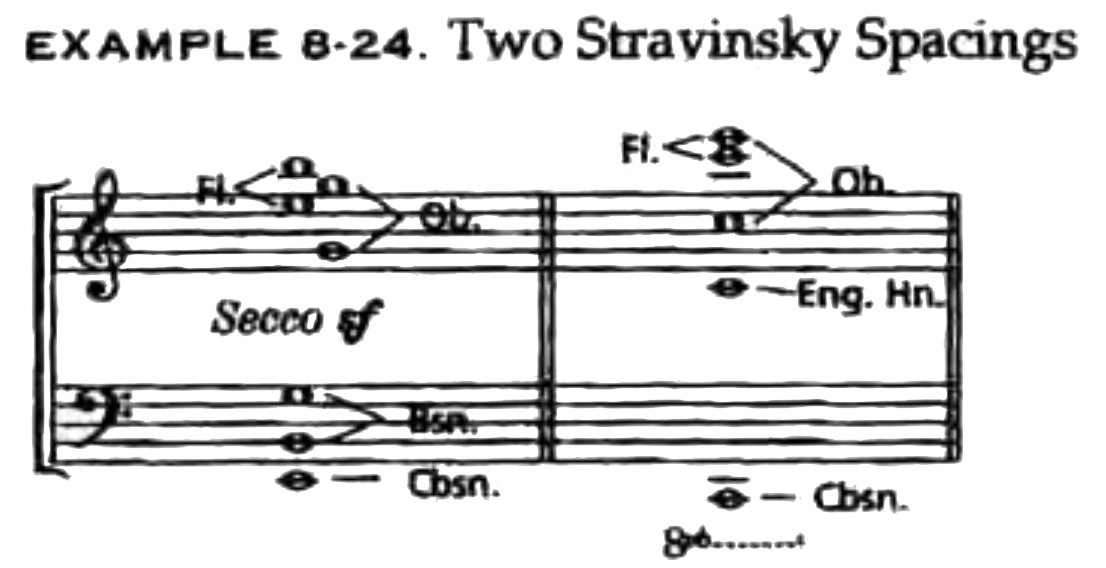 EXAMPLE 8-24. Two Stravinsky Spacings
Fl. Ob. Fl. Ob.
Eng. Hn.
Secco sf
Bsn.
Cbsn. Cbsn.
8vb